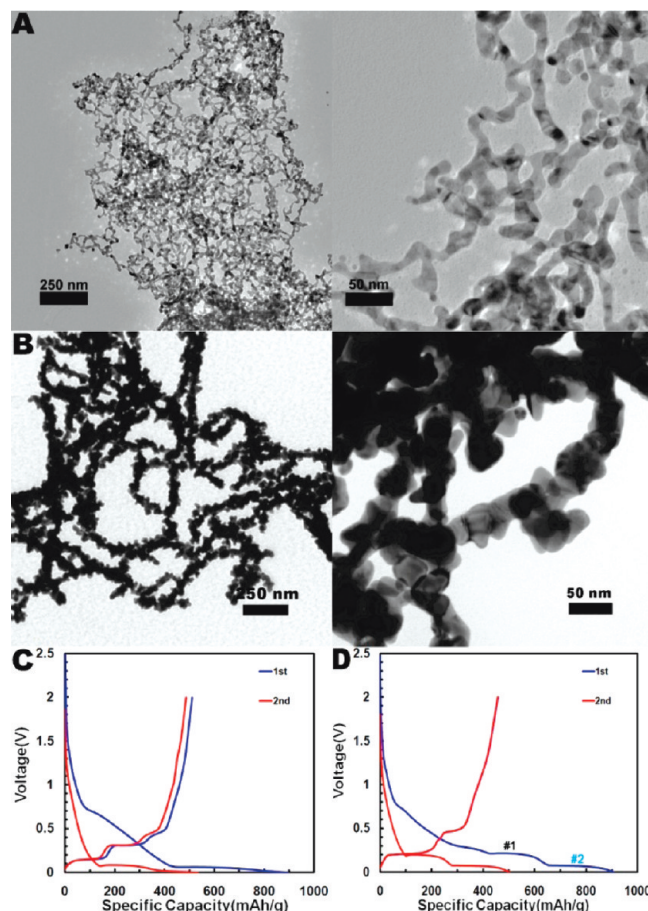 A
250 nm
50 nm
B
250 nm
50 nm
C
2.5
2
1.5
1
0.5
0
Voltage(V)
1st
2nd
0 200 400 600 800 1000
Specific Capacity(mAh/g)
D
2.5
2
1.5
1
0.5
0
Voltage(V)
1st
2nd
#1
#2
0 200 400 600 800 1000
Specific Capacity(mAh/g)